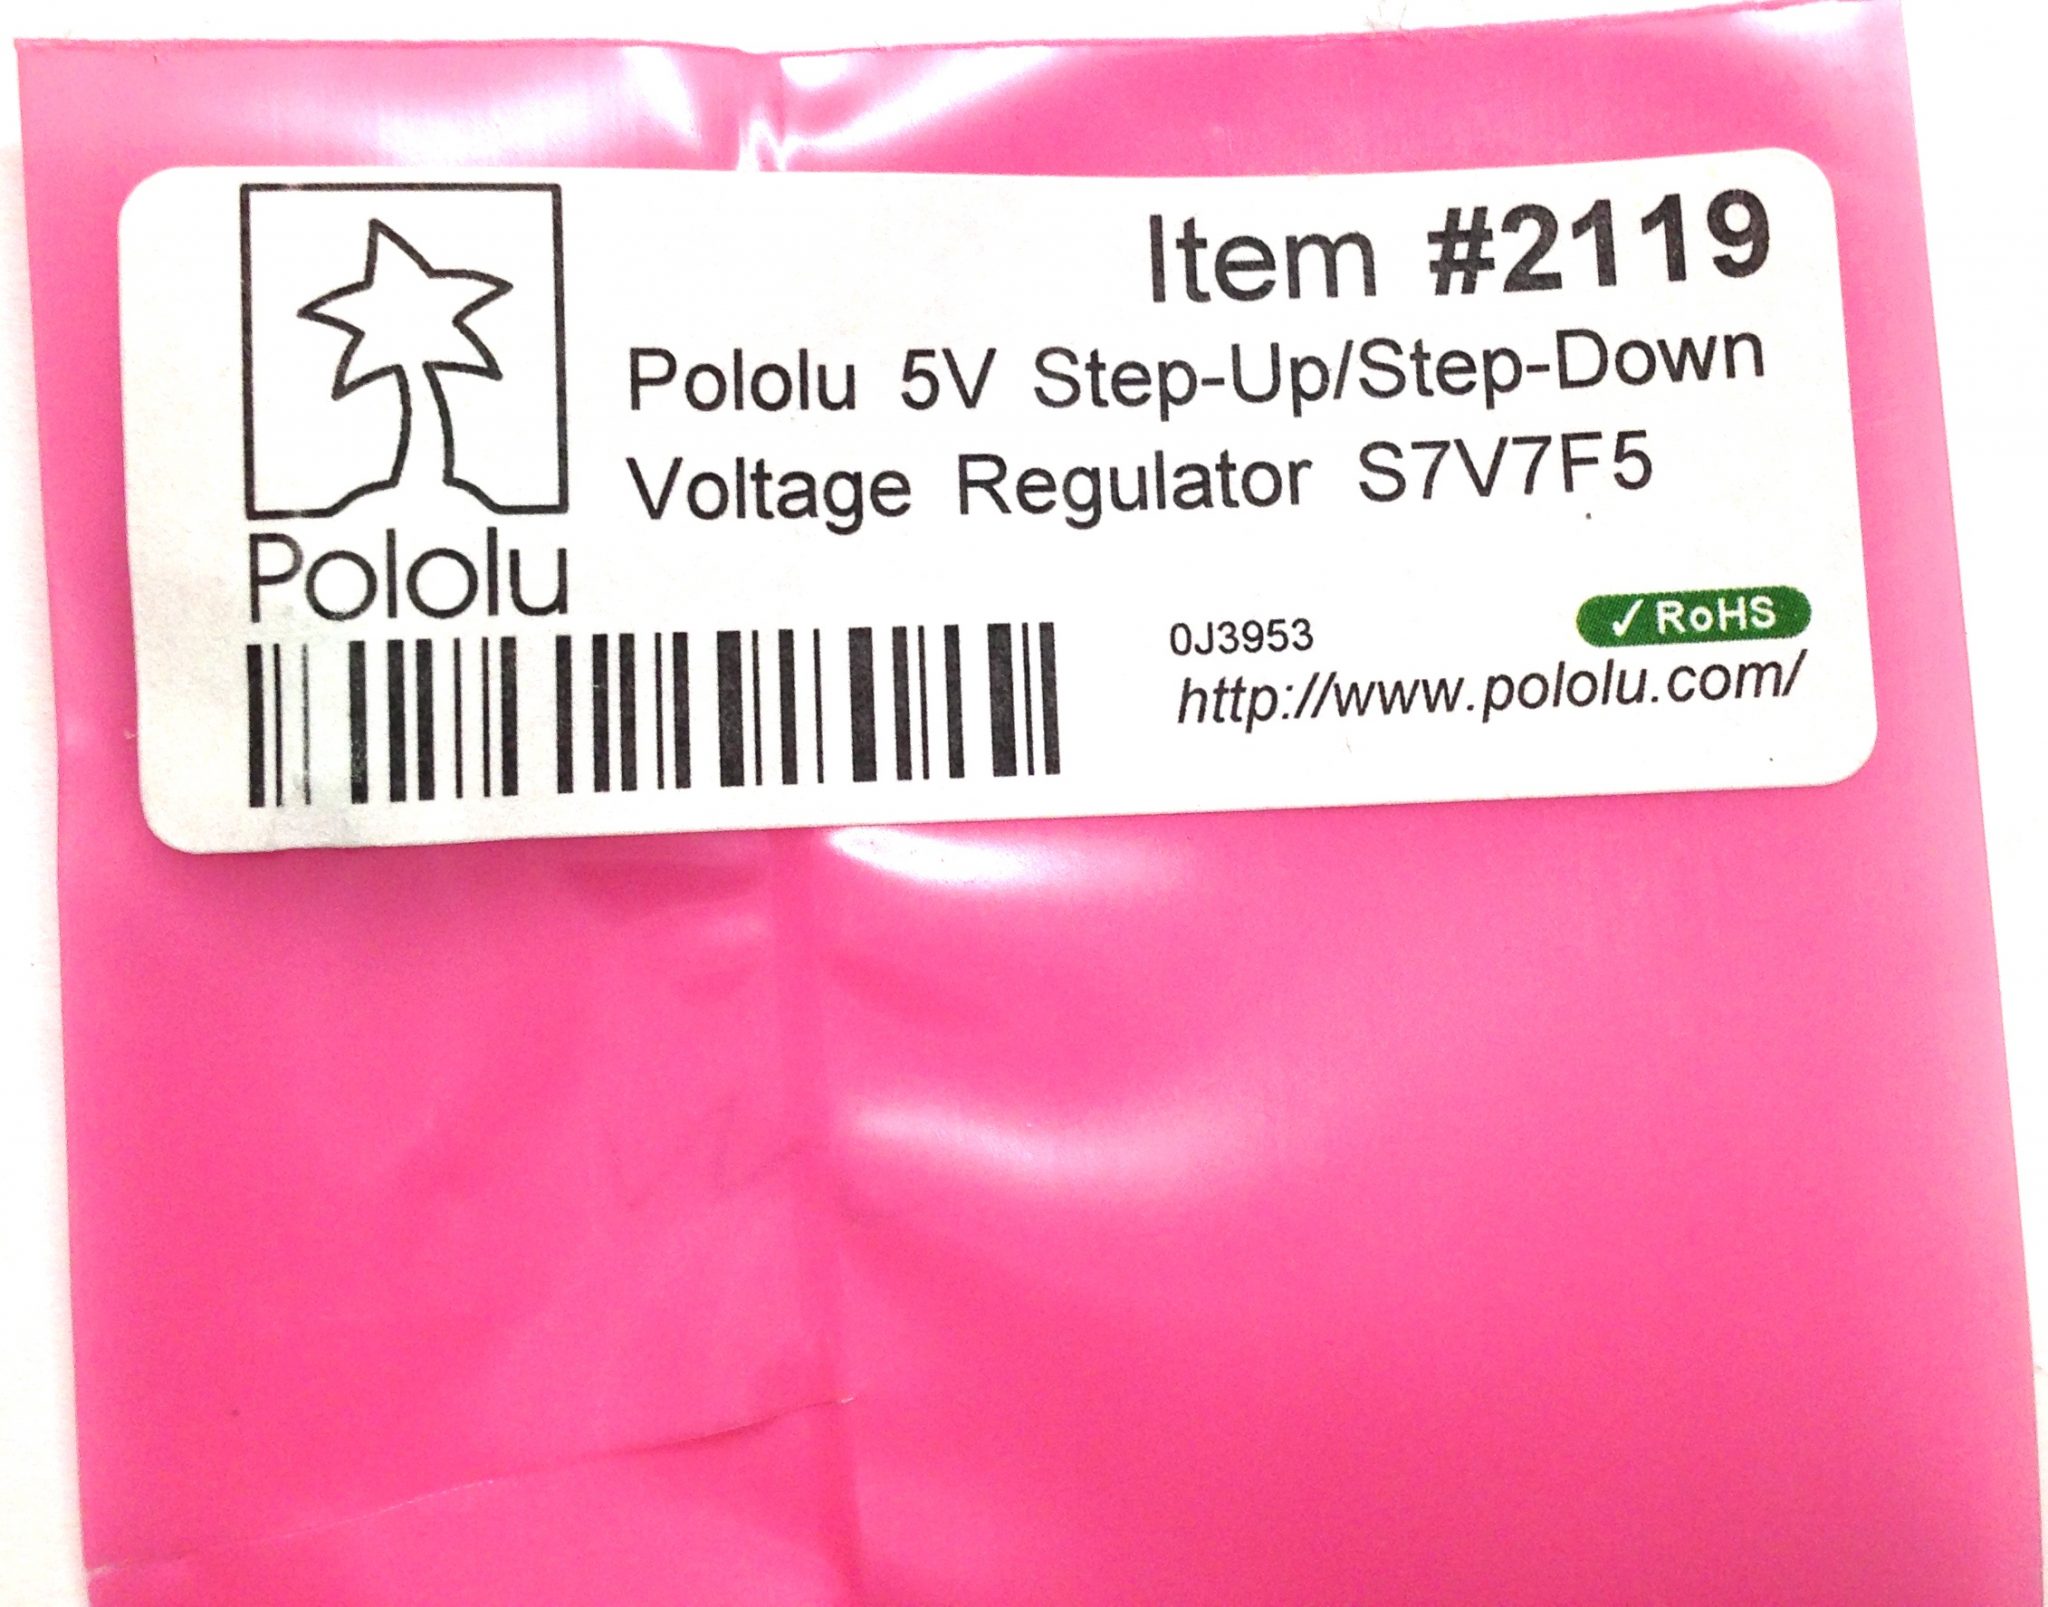 Item #2119
Pololu 5V Step-Up/Step-Down
Voltage Regulator S7V7F5
Pololu
0J3953
✓RoHS
http://www.pololu.com/